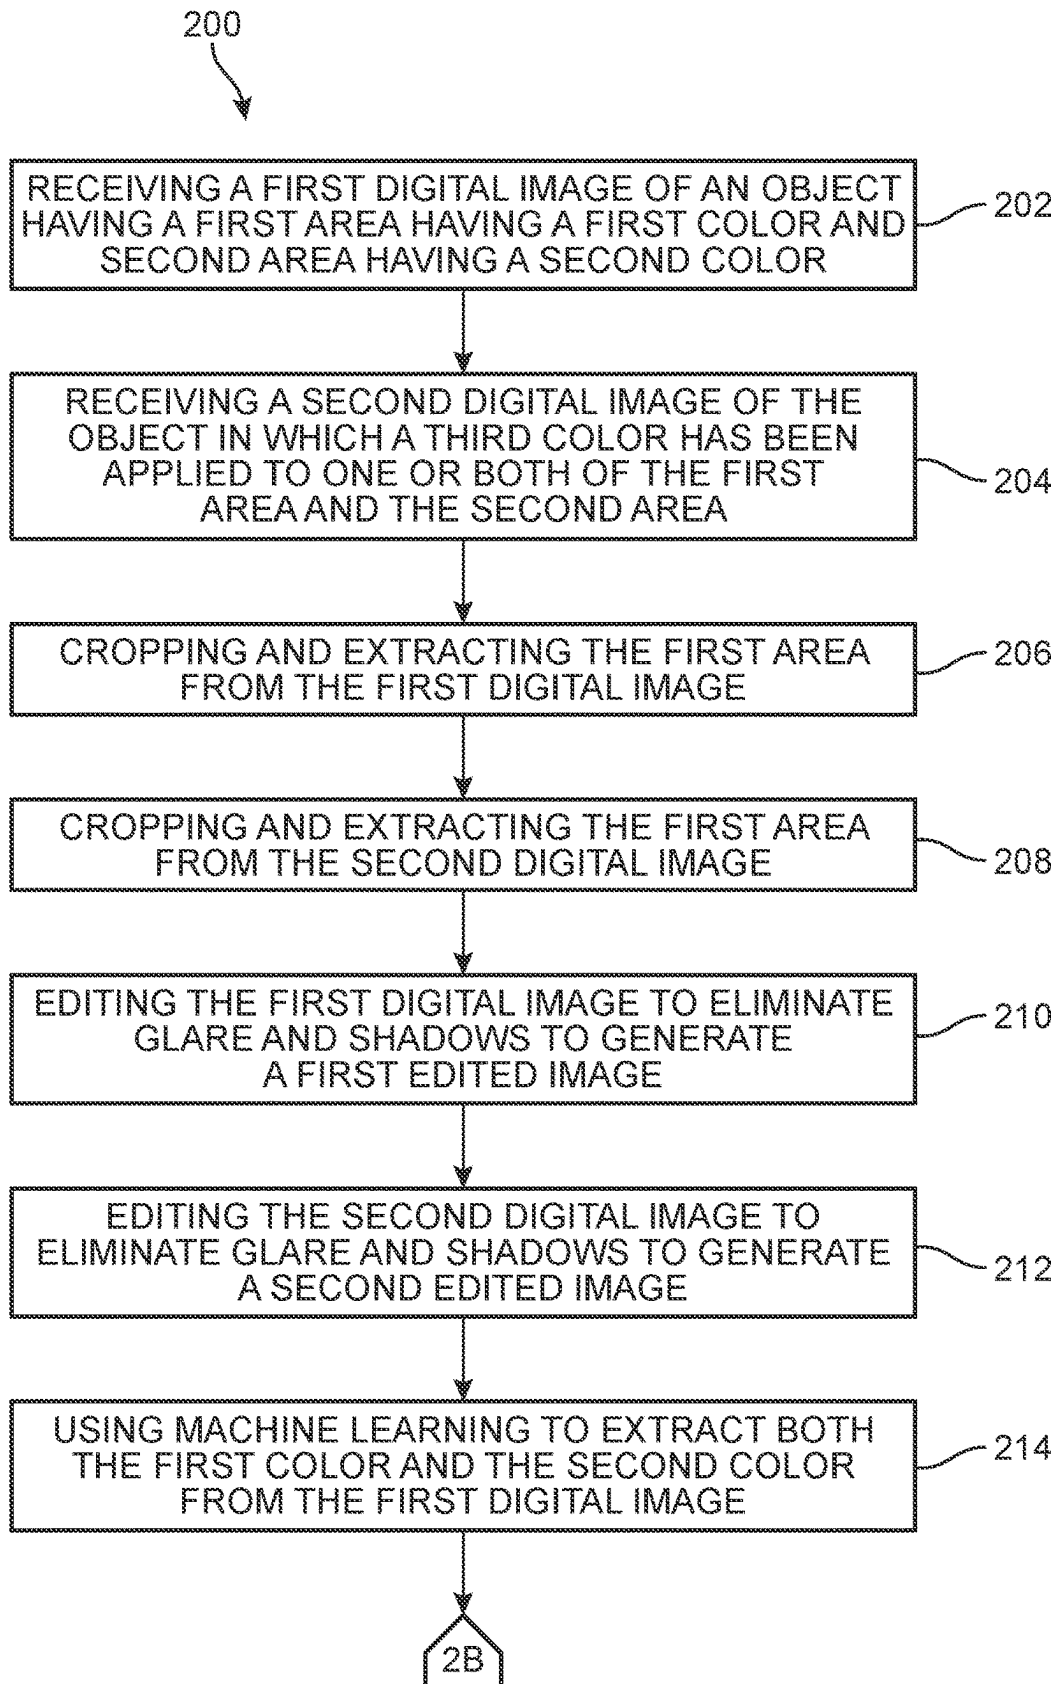 200
RECEIVING A FIRST DIGITAL IMAGE OF AN OBJECT
HAVING A FIRST AREA HAVING A FIRST COLOR AND
SECOND AREA HAVING A SECOND COLOR
202
RECEIVING A SECOND DIGITAL IMAGE OF THE
OBJECT IN WHICH A THIRD COLOR HAS BEEN
APPLIED TO ONE OR BOTH OF THE FIRST
AREA AND THE SECOND AREA
204
CROPPING AND EXTRACTING THE FIRST AREA
FROM THE FIRST DIGITAL IMAGE
206
CROPPING AND EXTRACTING THE FIRST AREA
FROM THE SECOND DIGITAL IMAGE
208
EDITING THE FIRST DIGITAL IMAGE TO ELIMINATE
GLARE AND SHADOWS TO GENERATE
A FIRST EDITED IMAGE
210
EDITING THE SECOND DIGITAL IMAGE TO
ELIMINATE GLARE AND SHADOWS TO GENERATE
A SECOND EDITED IMAGE
212
USING MACHINE LEARNING TO EXTRACT BOTH
THE FIRST COLOR AND THE SECOND COLOR
FROM THE FIRST DIGITAL IMAGE
214
2B